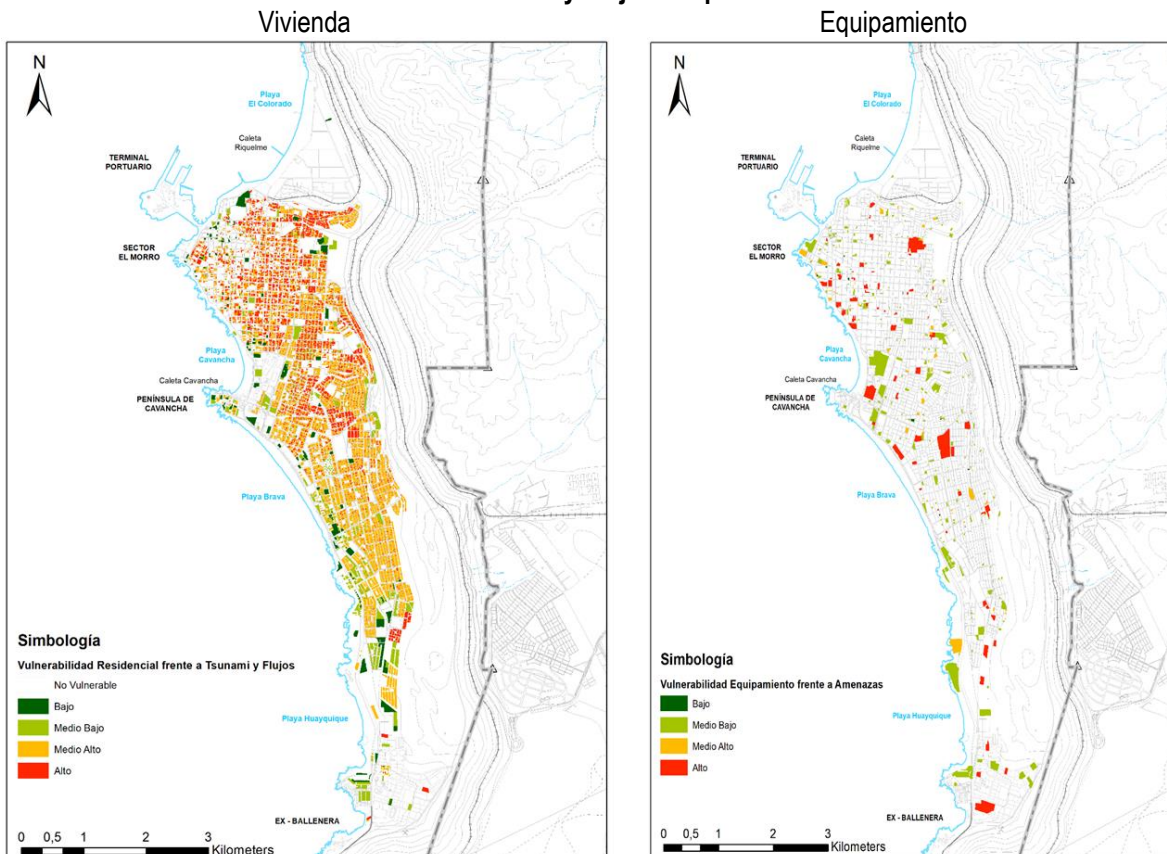 Vivienda
N
Playa
El Colorado
Caleta
Riquelme
TERMINAL
PORTUARIO
SECTOR
EL MORRO
Playa
Cavancha
Caleta Cavancha
PENÍNSULA DE
CAVANCHA
Playa Brava
Simbología
Vulnerabilidad Residencial frente a Tsunami y Flujos
No Vulnerable
Bajo
Medio Bajo
Medio Alto
Alto
Playa Huayquique
EX - BALLENERA
0 0,5 1 2 3
Kilometers
Equipamiento
N
Playa
El Colorado
Caleta
Riquelme
TERMINAL
PORTUARIO
SECTOR
EL MORRO
Playa
Cavancha
Caleta Cavancha
PENÍNSULA DE
CAVANCHA
Playa Brava
Simbología
Vulnerabilidad Equipamiento frente a Amenazas
Bajo
Medio Bajo
Medio Alto
Alto
Playa Huayquique
EX - BALLENERA
0 0,5 1 2 3
Kilometers